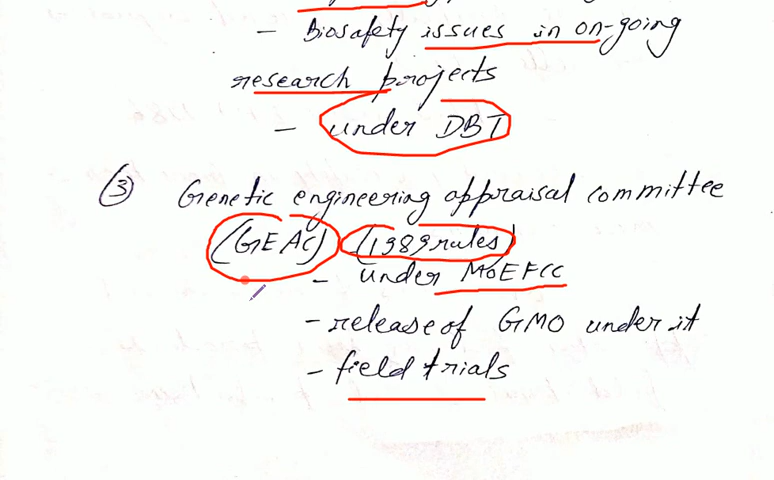 - Biosafety issues in on-going
research projects
- under DBT
③ Genetic engineering appraisal committee
(GEAC) (1989 rules)
- under MoEFCC
- release of GMO under it
- field trials